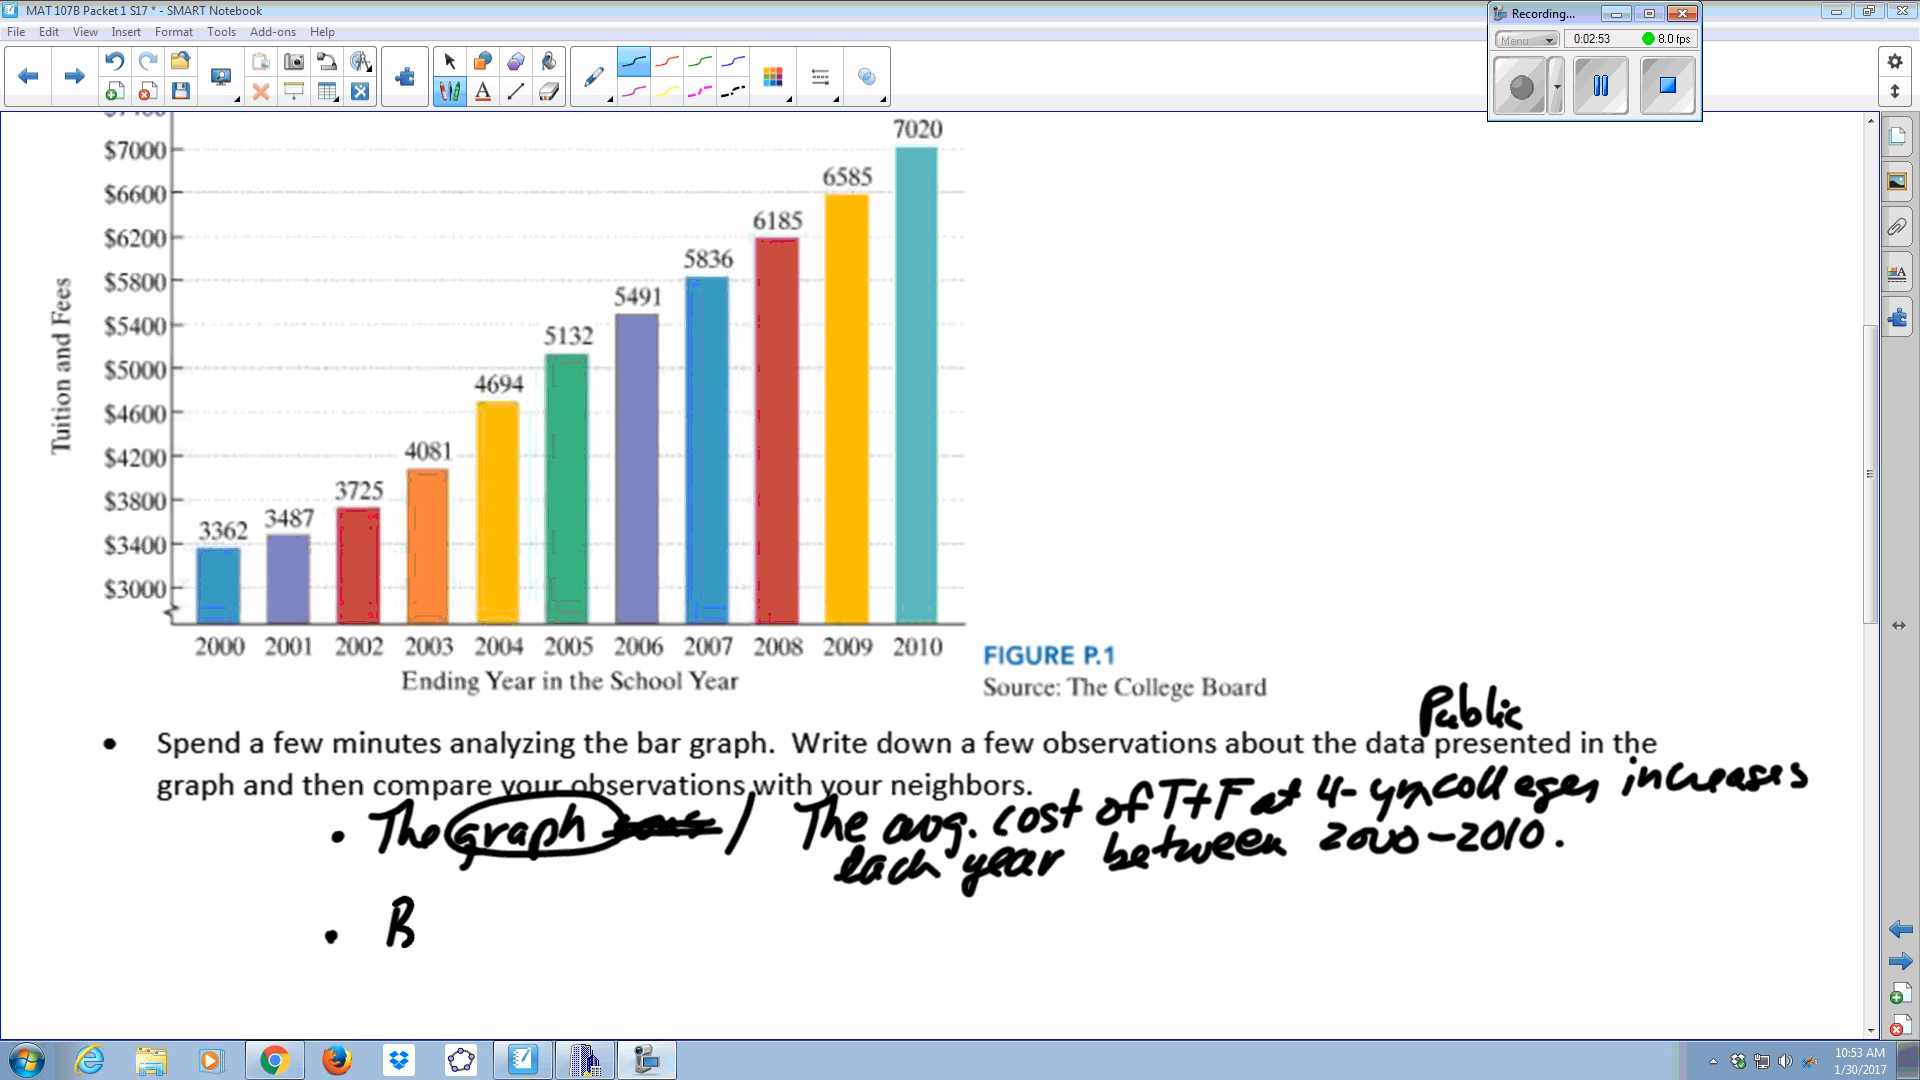 MAT 107B Packet 1 S17 * - SMART Notebook
Recording...
File Edit View Insert Format Tools Add-ons Help
Menu 0:02:53 8.0 fps
7020
$7000
6585
$6600
6185
$6200
5836
$5800
5491
$5400
5132
$5000
4694
$4600
4081
$4200
3725
$3800
3487
3362
$3400
$3000
Tuition and Fees
2000 2001 2002 2003 2004 2005 2006 2007 2008 2009 2010
Ending Year in the School Year
FIGURE P.1
Source: The College Board
Public
• Spend a few minutes analyzing the bar graph. Write down a few observations about the data presented in the
graph and then compare your observations with your neighbors.
• The graph / The avg. cost of T+F at 4-yr colleges increases
each year between 2000-2010.
• B
10:53 AM
1/30/2017